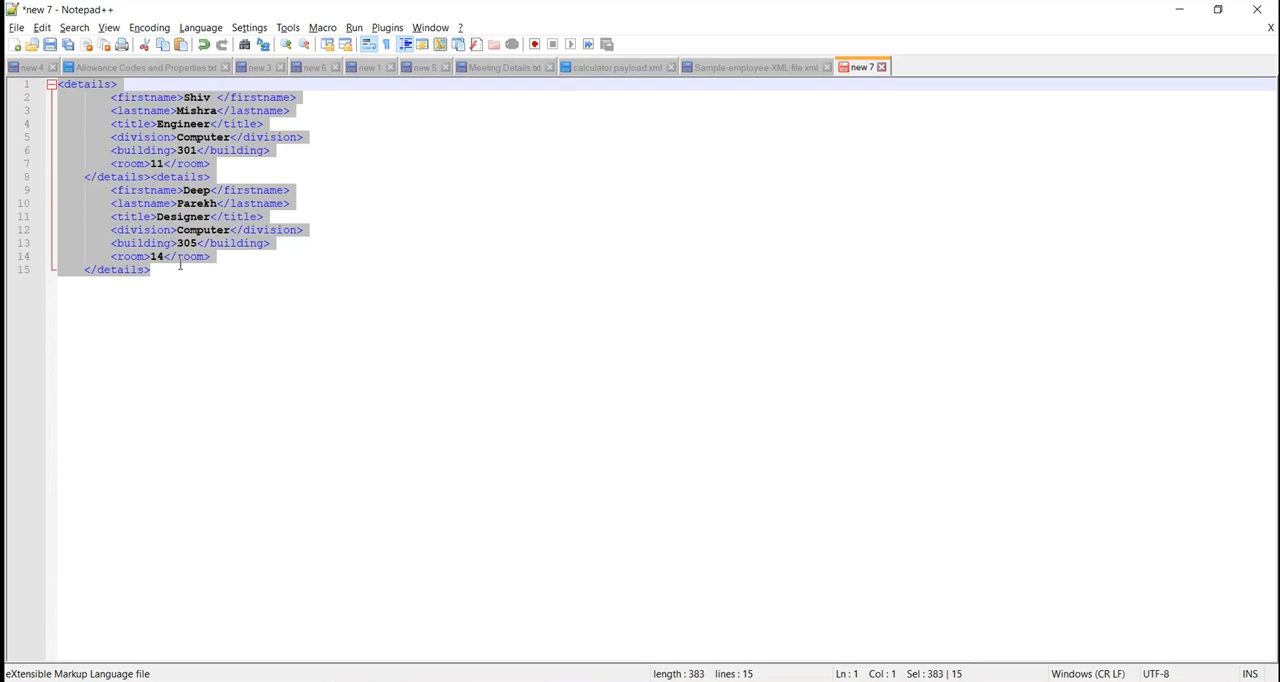 *new 7 - Notepad++
File Edit Search View Encoding Language Settings Tools Macro Run Plugins Window ? X
new 4 Allowance Codes and Properties.txt new 3 new 6 new 1 new 5 Meeting Details.txt calculator payload.xml Sample-employee-XML-file.xml new 7
1 <details>
2 <firstname>Shiv </firstname>
3 <lastname>Mishra</lastname>
4 <title>Engineer</title>
5 <division>Computer</division>
6 <building>301</building>
7 <room>11</room>
8 </details><details>
9 <firstname>Deep</firstname>
10 <lastname>Parekh</lastname>
11 <title>Designer</title>
12 <division>Computer</division>
13 <building>305</building>
14 <room>14</room>
15 </details>
eXtensible Markup Language file length : 383 lines : 15 Ln : 1 Col : 1 Sel : 383 | 15 Windows (CR LF) UTF-8 INS